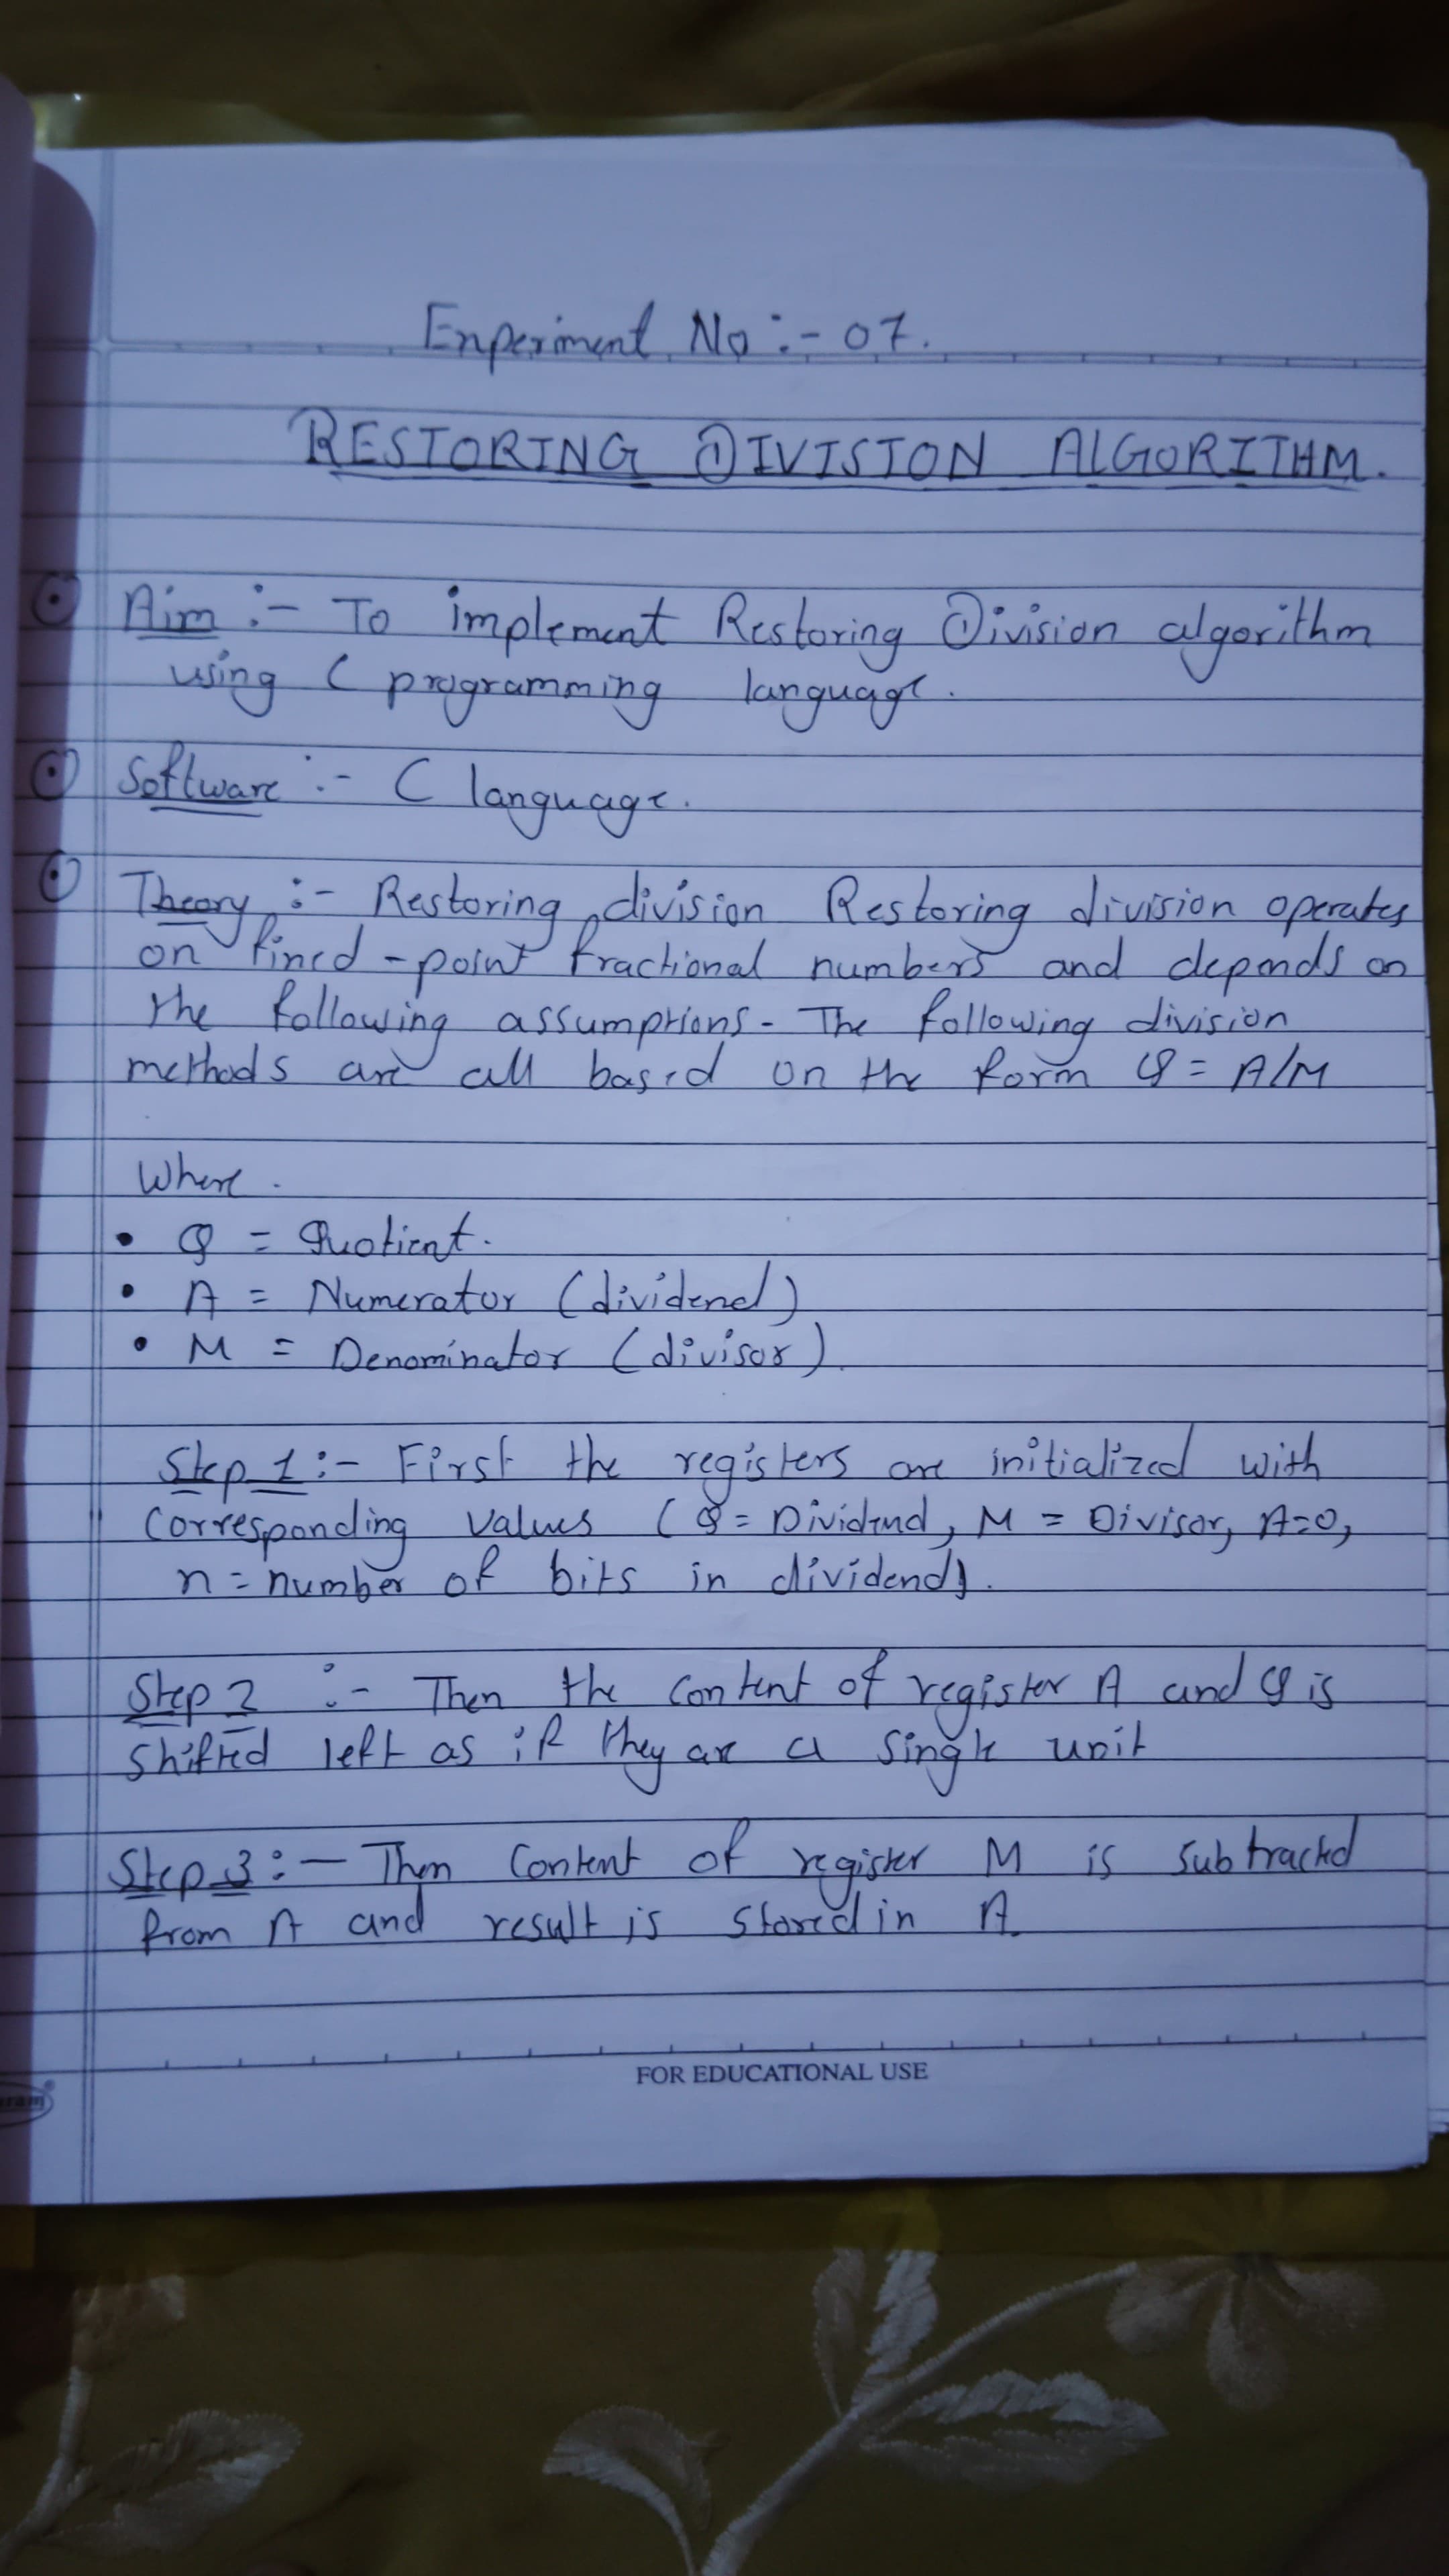 Experiment No :- 07.
RESTORING DIVISION ALGORITHM.
Aim :- To implement Restoring Division algorithm
using C programming language.
Software :- C language.
Theory :- Restoring division Restoring division operates
on fixed-point fractional numbers and depends on
the following assumptions- The following division
methods are all based on the form Q = A/M
Where.
• Q = Quotient.
• A = Numerator (dividend)
• M = Denominator (divisor).
Step 1 :- First the registers are initialized with
corresponding values (Q = Dividend, M = Divisor, A=0,
n = number of bits in dividend).
Step 2 :- Then the content of register A and Q is
shifted left as if they are a single unit
Step 3 :- Then content of register M is subtracted
from A and result is stored in A.
FOR EDUCATIONAL USE